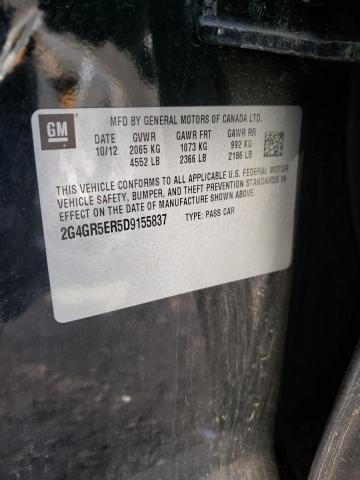 GM
MFD BY GENERAL MOTORS OF CANADA LTD.
DATE GVWR GAWR FRT GAWR RR
10/12 2065 KG 1073 KG 992 KG
4552 LB 2366 LB 2186 LB
THIS VEHICLE CONFORMS TO ALL APPLICABLE U.S. FEDERAL MOTOR
VEHICLE SAFETY, BUMPER, AND THEFT PREVENTION STANDARDS IN
EFFECT ON THE DATE OF MANUFACTURE SHOWN ABOVE.
2G4GR5ER5D9155837 TYPE: PASS CAR